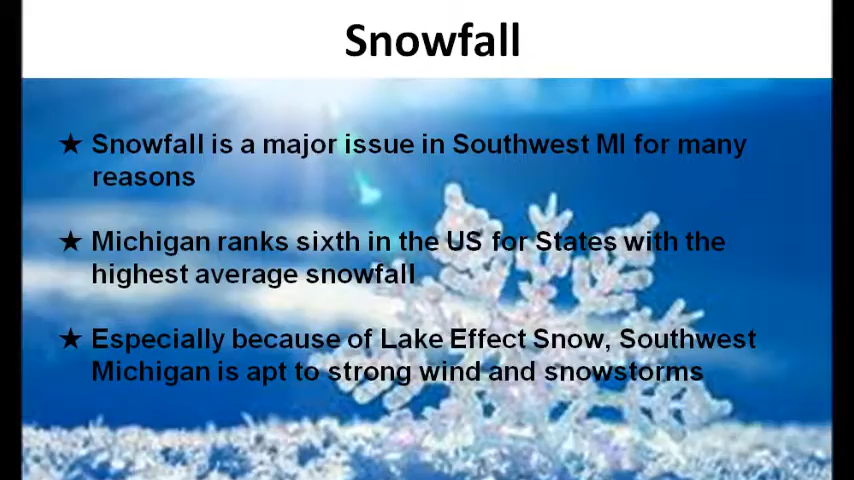 Snowfall
★ Snowfall is a major issue in Southwest MI for many
reasons
★ Michigan ranks sixth in the US for States with the
highest average snowfall
★ Especially because of Lake Effect Snow, Southwest
Michigan is apt to strong wind and snowstorms